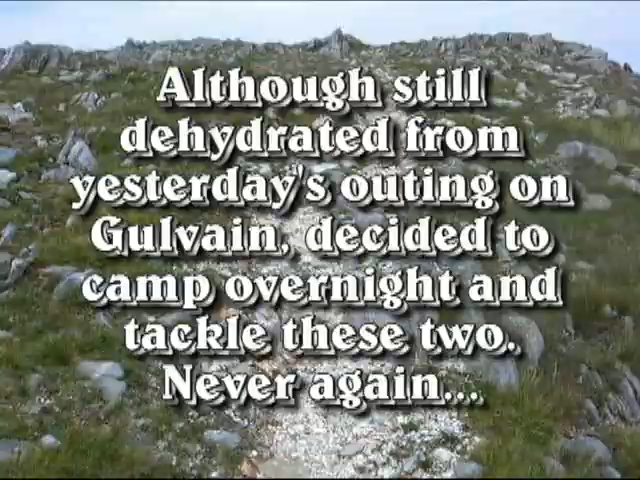 Although still
dehydrated from
yesterday's outing on
Gulvain, decided to
camp overnight and
tackle these two.
Never again...